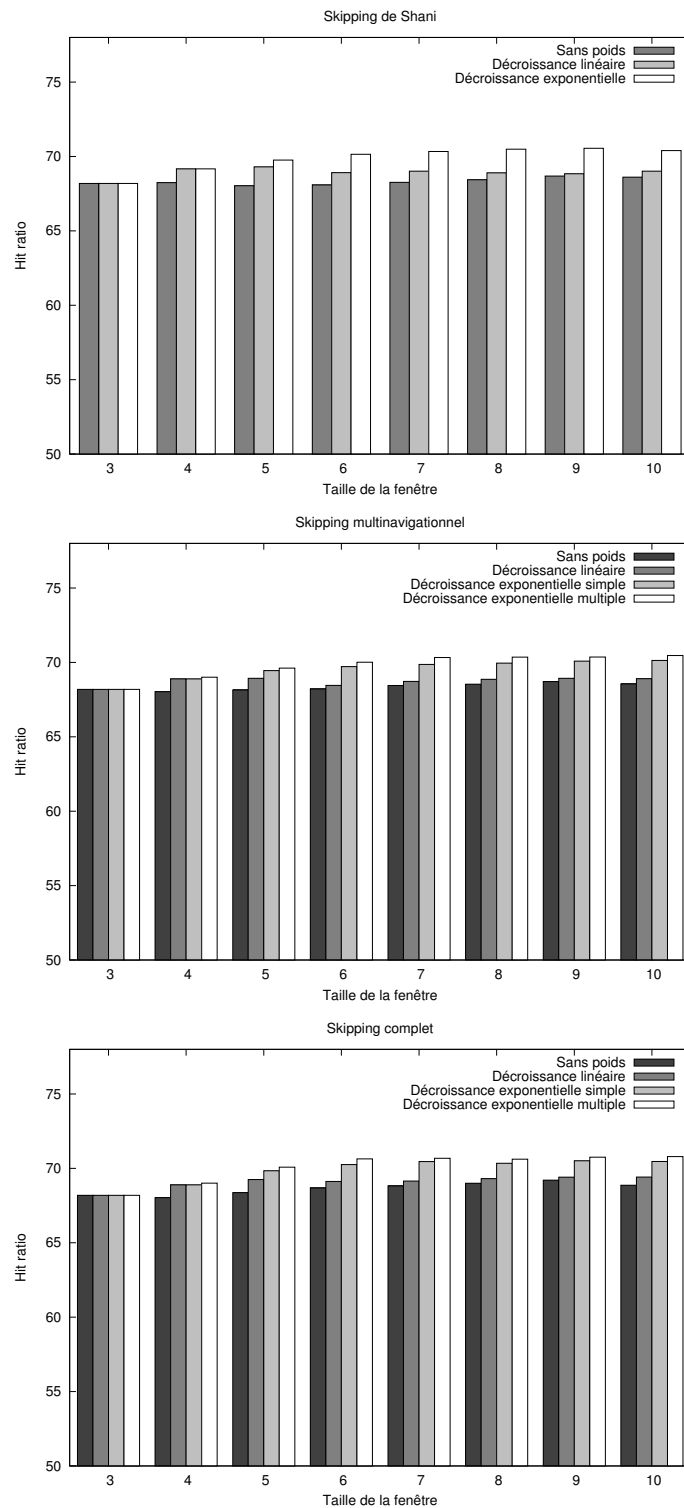 Skipping de Shani
Sans poids
Décroissance linéaire
Décroissance exponentielle
75
70
65
60
55
50
Hit ratio
3 4 5 6 7 8 9 10
Taille de la fenêtre
Skipping multinavigationnel
Sans poids
Décroissance linéaire
Décroissance exponentielle simple
Décroissance exponentielle multiple
75
70
65
60
55
50
Hit ratio
3 4 5 6 7 8 9 10
Taille de la fenêtre
Skipping complet
Sans poids
Décroissance linéaire
Décroissance exponentielle simple
Décroissance exponentielle multiple
75
70
65
60
55
50
Hit ratio
3 4 5 6 7 8 9 10
Taille de la fenêtre